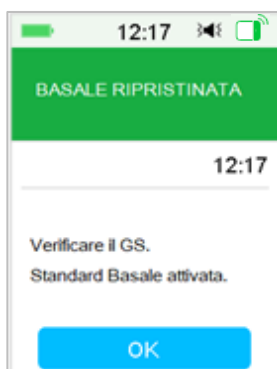 12:17
BASALE RIPRISTINATA
12:17
Verificare il GS.
Standard Basale attivata.
OK